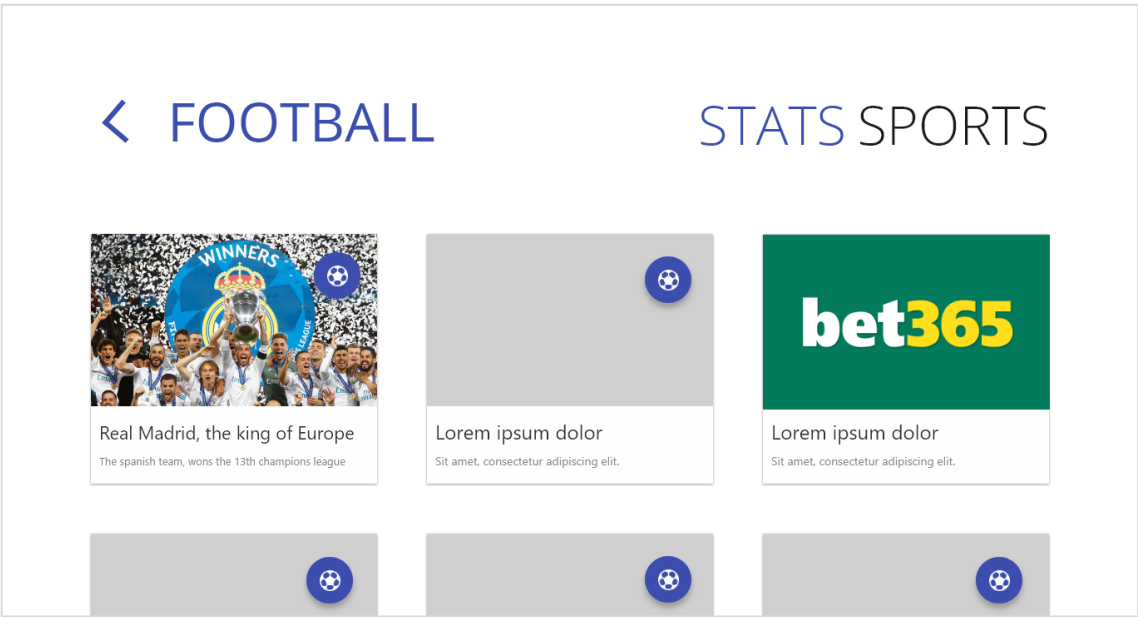 FOOTBALL
STATS SPORTS
WINNERS
Real Madrid, the king of Europe
The spanish team, wons the 13th champions league
Lorem ipsum dolor
Sit amet, consectetur adipiscing elit.
bet365
Lorem ipsum dolor
Sit amet, consectetur adipiscing elit.